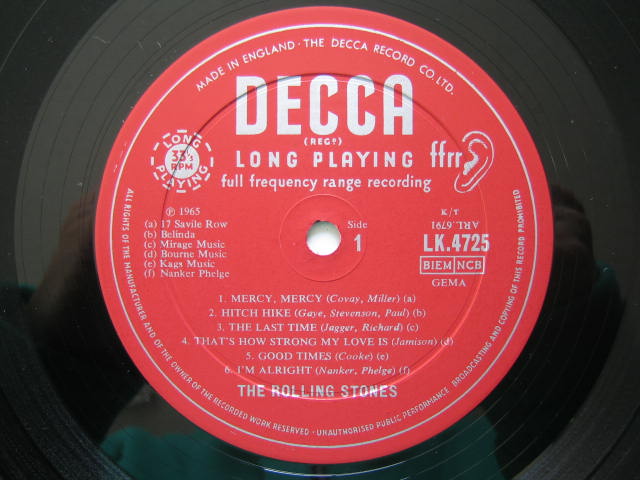 MADE IN ENGLAND · THE DECCA RECORD CO. LTD.
DECCA
(REGD)
LONG PLAYING
33⅓
RPM
LONG PLAYING ffrr
full frequency range recording
℗ 1965
(a) 17 Savile Row
(b) Belinda
(c) Mirage Music
(d) Bourne Music
(e) Kags Music
(f) Nanker Phelge
Side
1
K/T
ARL.6791
LK.4725
BIEM NCB
GEMA
1. MERCY, MERCY (Covay, Miller) (a)
2. HITCH HIKE (Gaye, Stevenson, Paul) (b)
3. THE LAST TIME (Jagger, Richard) (c)
4. THAT'S HOW STRONG MY LOVE IS (Jamison) (d)
5. GOOD TIMES (Cooke) (e)
6. I'M ALRIGHT (Nanker, Phelge) (f)
THE ROLLING STONES
ALL RIGHTS OF THE MANUFACTURER AND OF THE OWNER OF THE RECORDED WORK RESERVED · UNAUTHORISED PUBLIC PERFORMANCE BROADCASTING AND COPYING OF THIS RECORD PROHIBITED